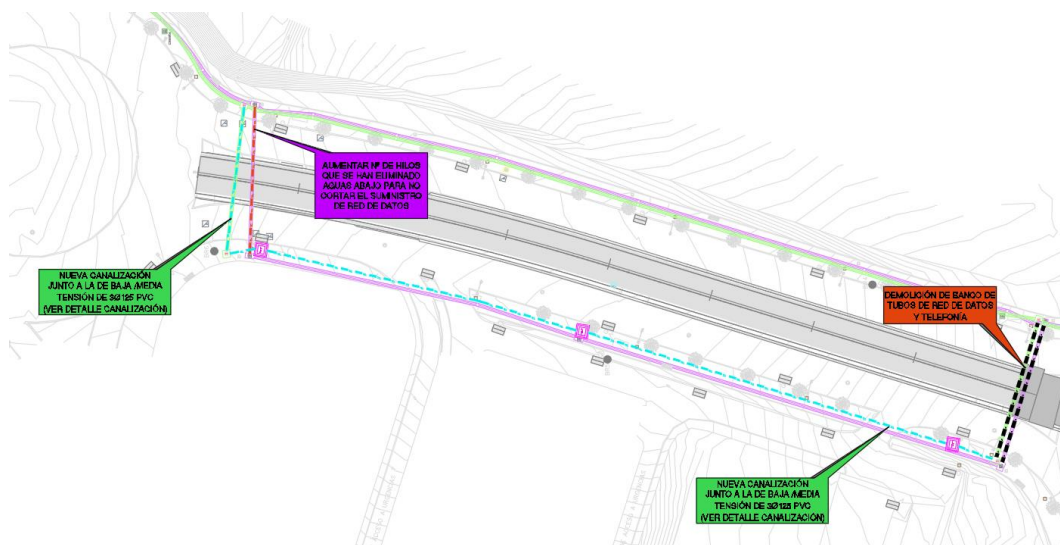 AUMENTAR Nº DE HILOS
QUE SE HAN ELIMINADO
AGUAS ABAJO PARA NO
CORTAR EL SUMINISTRO
DE RED DE DATOS
NUEVA CANALIZACIÓN
JUNTO A LA DE BAJA /MEDIA
TENSIÓN DE 3Ø125 PVC
(VER DETALLE CANALIZACIÓN)
DEMOLICIÓN DE BANCO DE
TUBOS DE RED DE DATOS
Y TELEFONÍA
NUEVA CANALIZACIÓN
JUNTO A LA DE BAJA /MEDIA
TENSIÓN DE 3Ø125 PVC
(VER DETALLE CANALIZACIÓN)